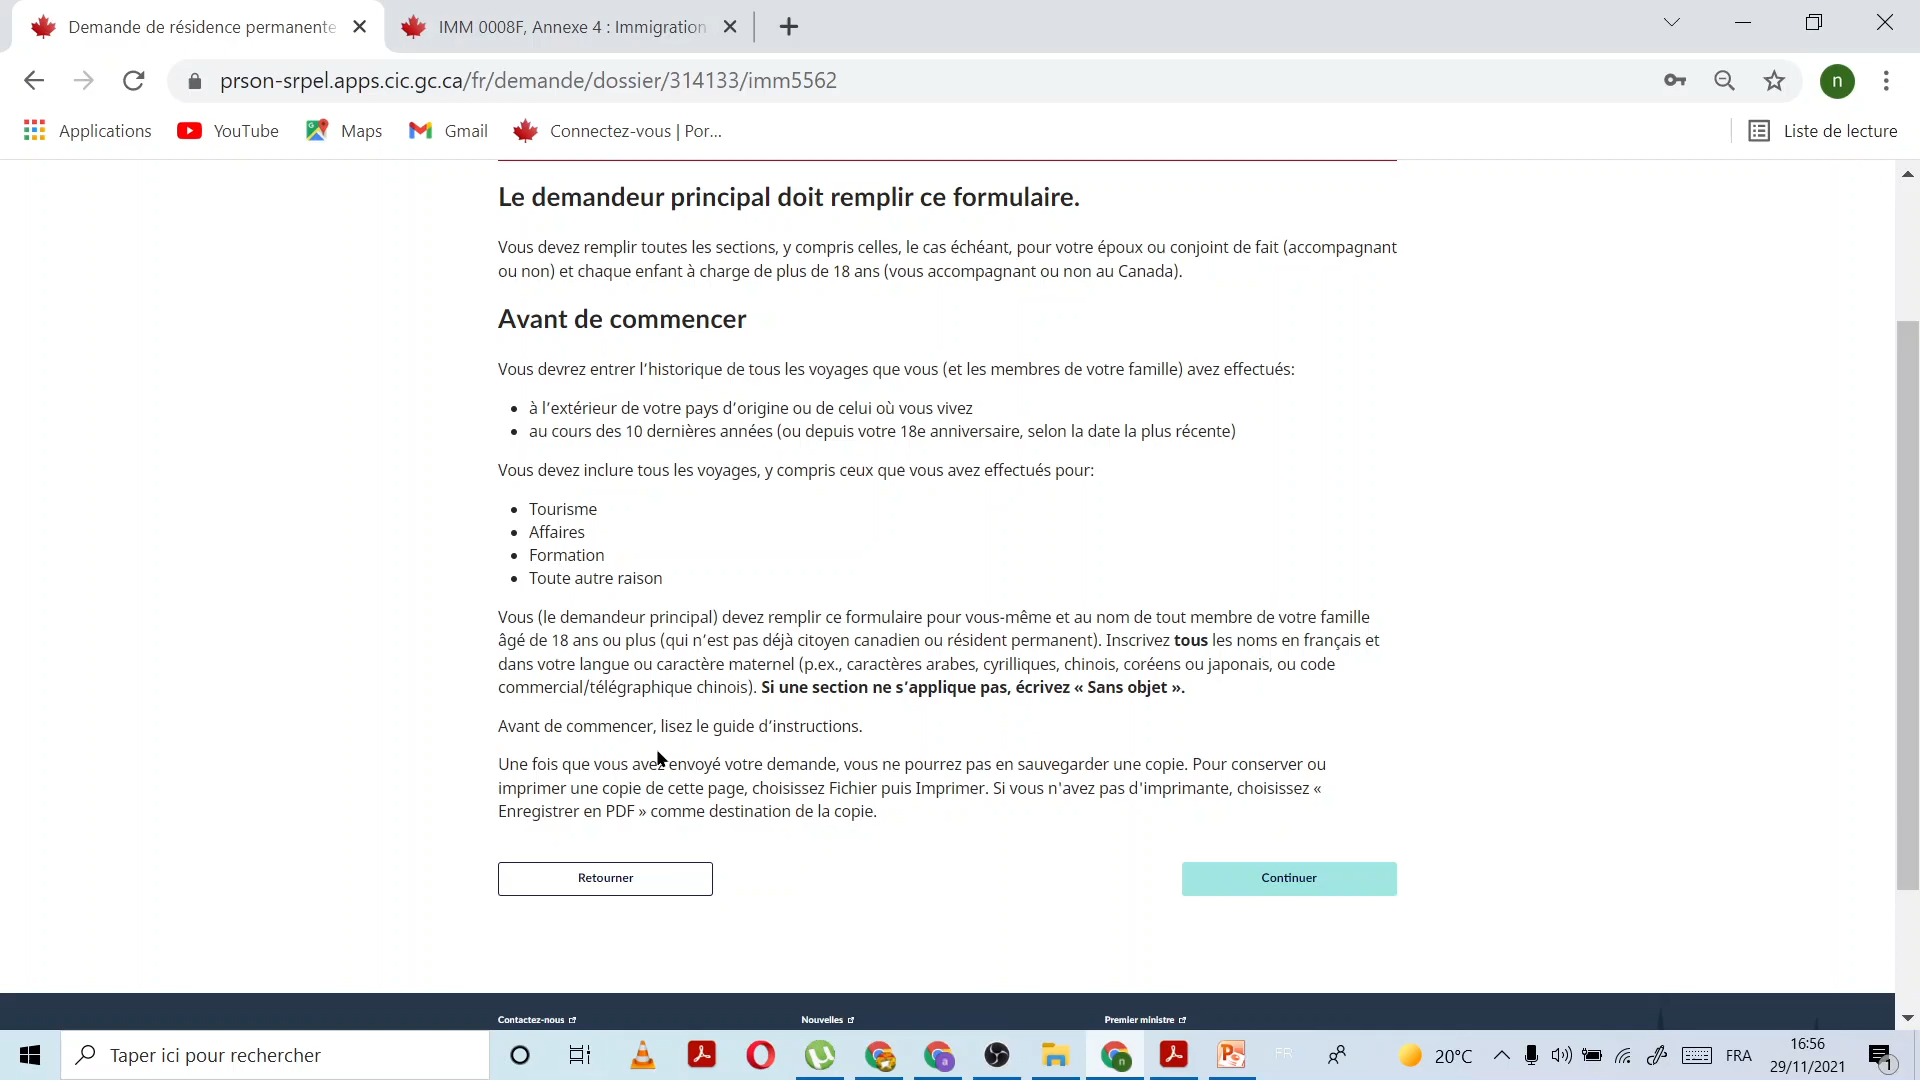 Demande de résidence permanente
IMM 0008F, Annexe 4 : Immigration
prson-srpel.apps.cic.gc.ca/fr/demande/dossier/314133/imm5562
n
Applications
YouTube
Maps
Gmail
Connectez-vous | Por...
Liste de lecture
Le demandeur principal doit remplir ce formulaire.
Vous devez remplir toutes les sections, y compris celles, le cas échéant, pour votre époux ou conjoint de fait (accompagnant
ou non) et chaque enfant à charge de plus de 18 ans (vous accompagnant ou non au Canada).
Avant de commencer
Vous devrez entrer l'historique de tous les voyages que vous (et les membres de votre famille) avez effectués:
• à l'extérieur de votre pays d'origine ou de celui où vous vivez
• au cours des 10 dernières années (ou depuis votre 18e anniversaire, selon la date la plus récente)
Vous devez inclure tous les voyages, y compris ceux que vous avez effectués pour:
• Tourisme
• Affaires
• Formation
• Toute autre raison
Vous (le demandeur principal) devez remplir ce formulaire pour vous-même et au nom de tout membre de votre famille
âgé de 18 ans ou plus (qui n'est pas déjà citoyen canadien ou résident permanent). Inscrivez tous les noms en français et
dans votre langue ou caractère maternel (p.ex., caractères arabes, cyrilliques, chinois, coréens ou japonais, ou code
commercial/télégraphique chinois). Si une section ne s'applique pas, écrivez « Sans objet ».
Avant de commencer, lisez le guide d'instructions.
Une fois que vous avez envoyé votre demande, vous ne pourrez pas en sauvegarder une copie. Pour conserver ou
imprimer une copie de cette page, choisissez Fichier puis Imprimer. Si vous n'avez pas d'imprimante, choisissez «
Enregistrer en PDF » comme destination de la copie.
Retourner
Continuer
Contactez-nous
Nouvelles
Premier ministre
Taper ici pour rechercher
a
n
FR
20°C
FRA
16:56
29/11/2021
1